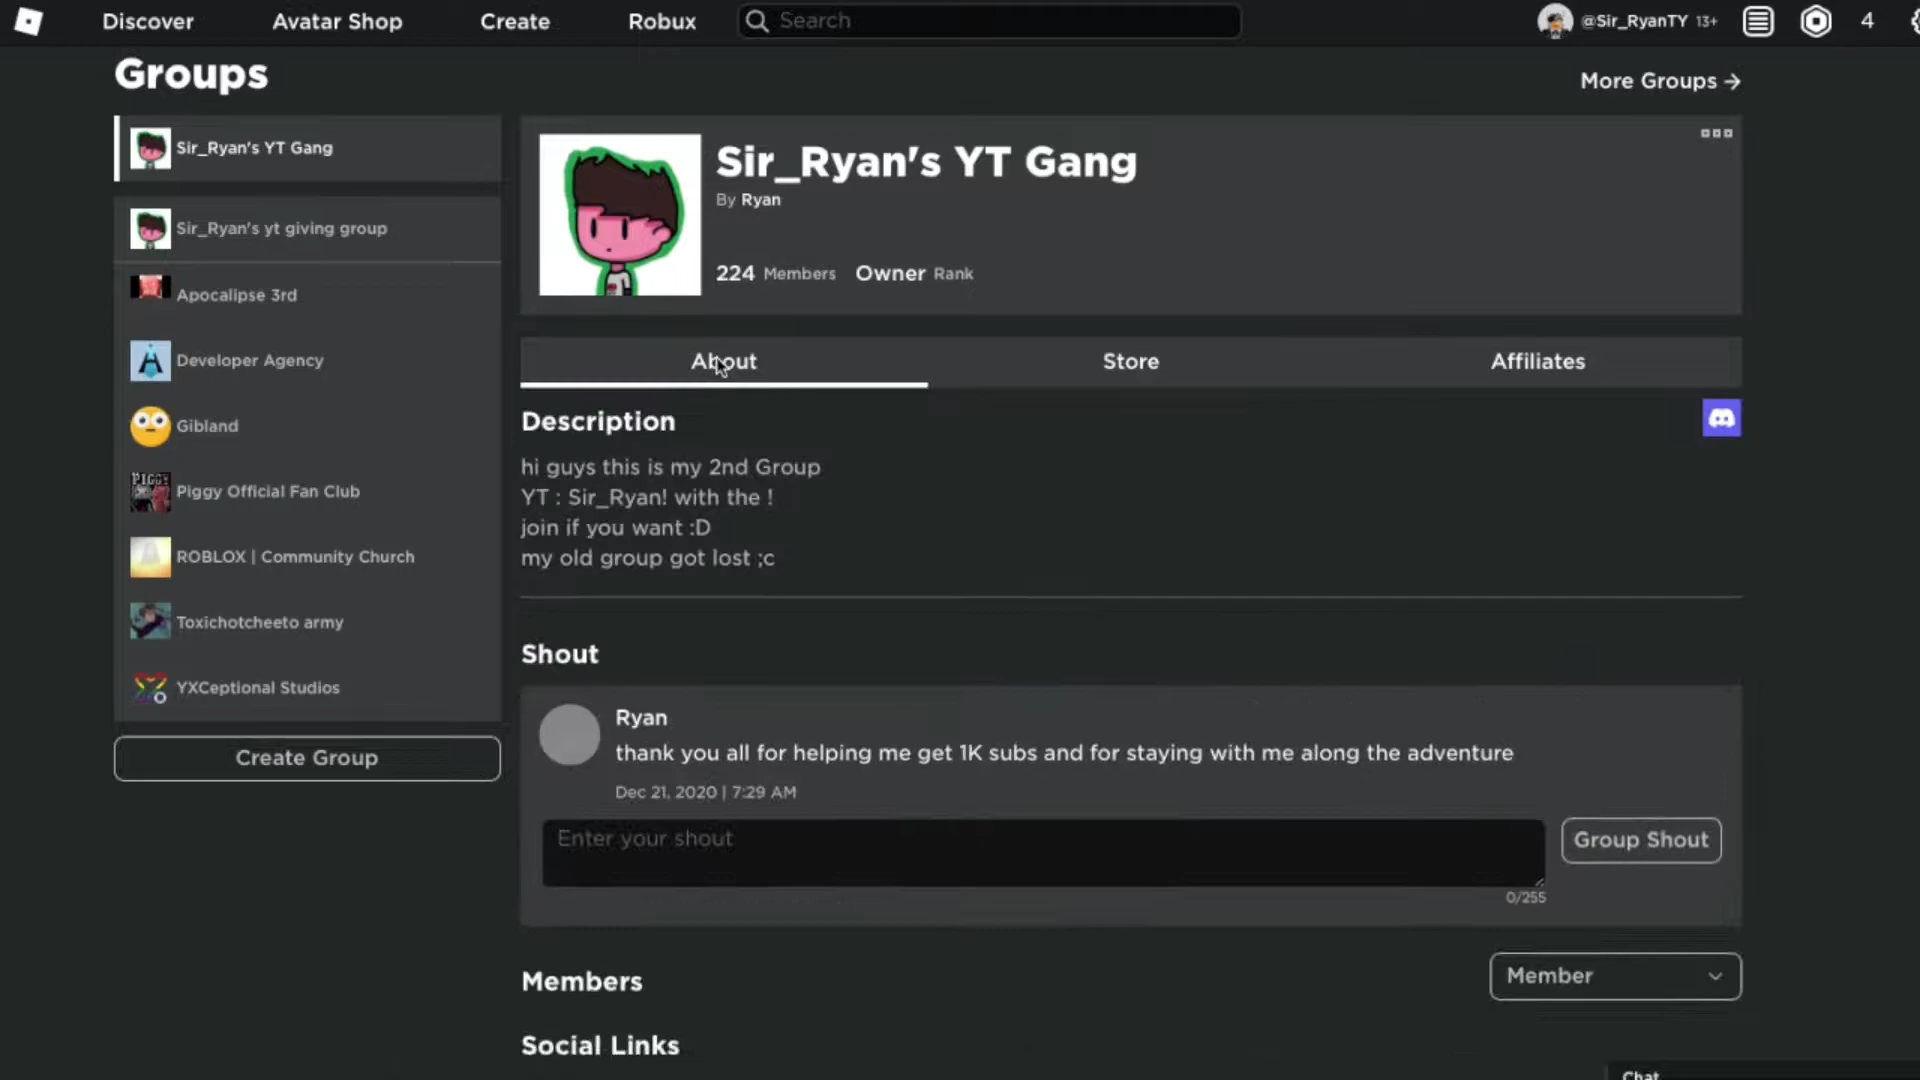 Discover
Avatar Shop
Create
Robux
Search
@Sir_RyanTY 13+
4
Groups
More Groups →
Sir_Ryan's YT Gang
Sir_Ryan's yt giving group
Apocalipse 3rd
Developer Agency
Gibland
PIGGY
Piggy Official Fan Club
ROBLOX | Community Church
Toxichotcheeto army
YXCeptional Studios
Create Group
Sir_Ryan's YT Gang
By Ryan
224 Members Owner Rank
About
Store
Affiliates
Description
hi guys this is my 2nd Group
YT : Sir_Ryan! with the !
join if you want :D
my old group got lost ;c
Shout
Ryan
thank you all for helping me get 1K subs and for staying with me along the adventure
Dec 21, 2020 | 7:29 AM
Enter your shout
Group Shout
0/255
Members
Member
Social Links
Chat